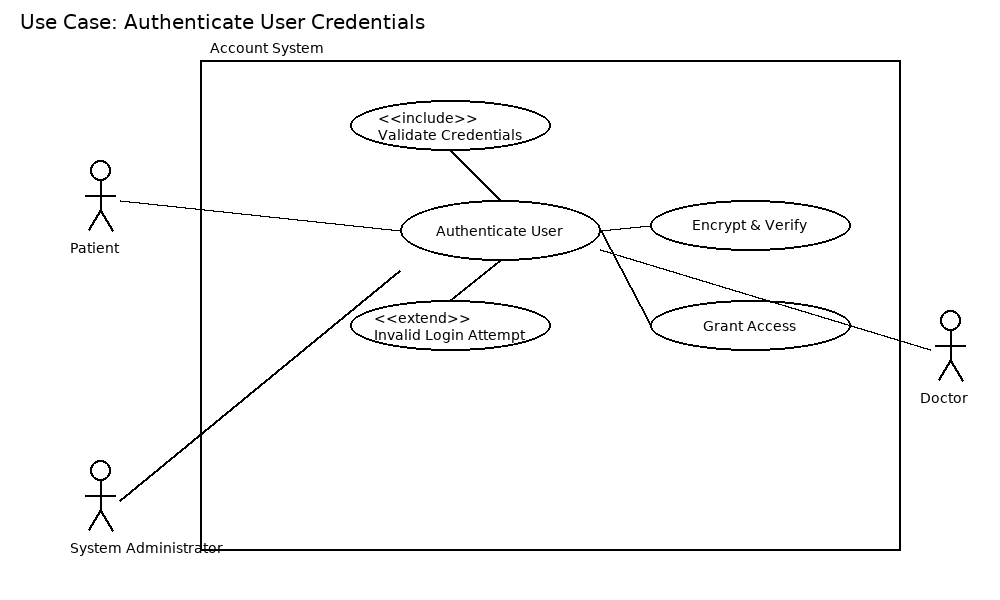 Use Case: Authenticate User Credentials
Account System
<<include>>
Validate Credentials
Authenticate User
Encrypt & Verify
Patient
<<extend>>
Invalid Login Attempt
Grant Access
Doctor
System Administrator